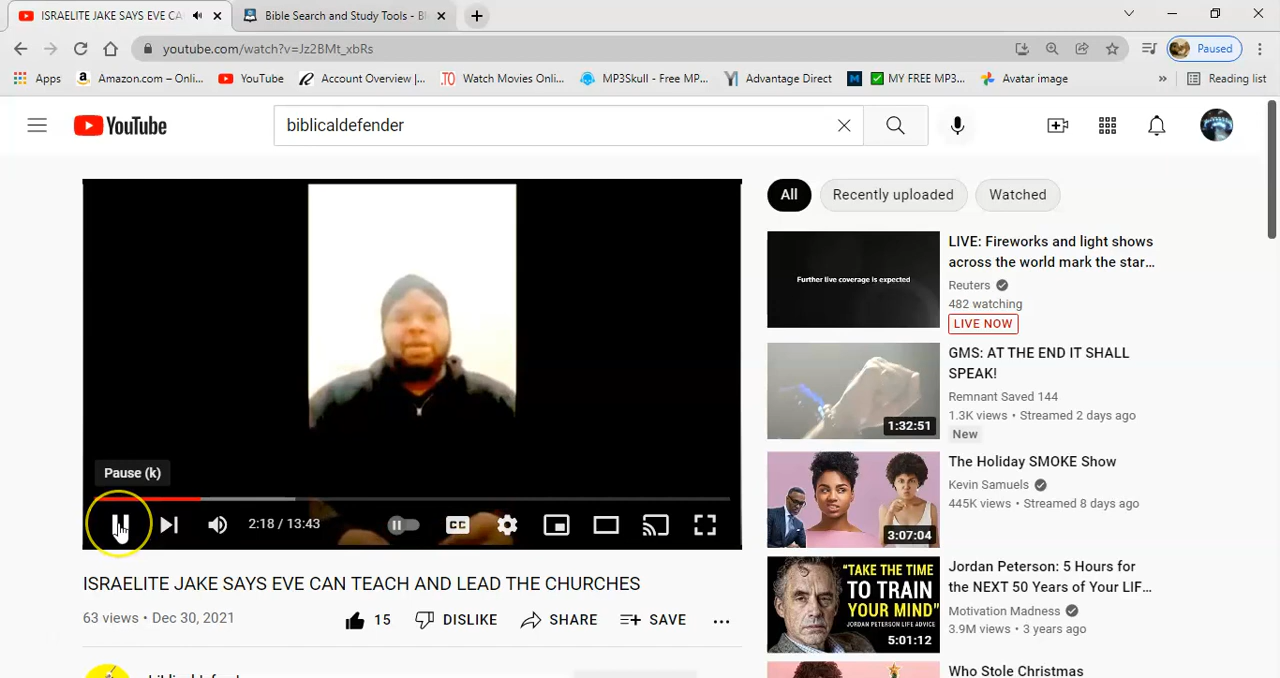 ISRAELITE JAKE SAYS EVE CA
Bible Search and Study Tools - Bl
youtube.com/watch?v=Jz2BMt_xbRs
Paused
Apps
Amazon.com – Onli...
YouTube
Account Overview |...
.TO
Watch Movies Onli...
MP3Skull - Free MP...
Advantage Direct
M
MY FREE MP3...
Avatar image
»
Reading list
YouTube
biblicaldefender
Pause (k)
2:18 / 13:43
CC
ISRAELITE JAKE SAYS EVE CAN TEACH AND LEAD THE CHURCHES
63 views • Dec 30, 2021
15
DISLIKE
SHARE
SAVE
All
Recently uploaded
Watched
Further live coverage is expected
LIVE: Fireworks and light shows
across the world mark the star...
Reuters
482 watching
LIVE NOW
1:32:51
GMS: AT THE END IT SHALL
SPEAK!
Remnant Saved 144
1.3K views • Streamed 2 days ago
New
3:07:04
The Holiday SMOKE Show
Kevin Samuels
445K views • Streamed 8 days ago
"TAKE THE TIME
TO TRAIN
YOUR MIND"
JORDAN PETERSON LIFE ADVICE
5:01:12
Jordan Peterson: 5 Hours for
the NEXT 50 Years of Your LIF...
Motivation Madness
3.9M views • 3 years ago
Who Stole Christmas